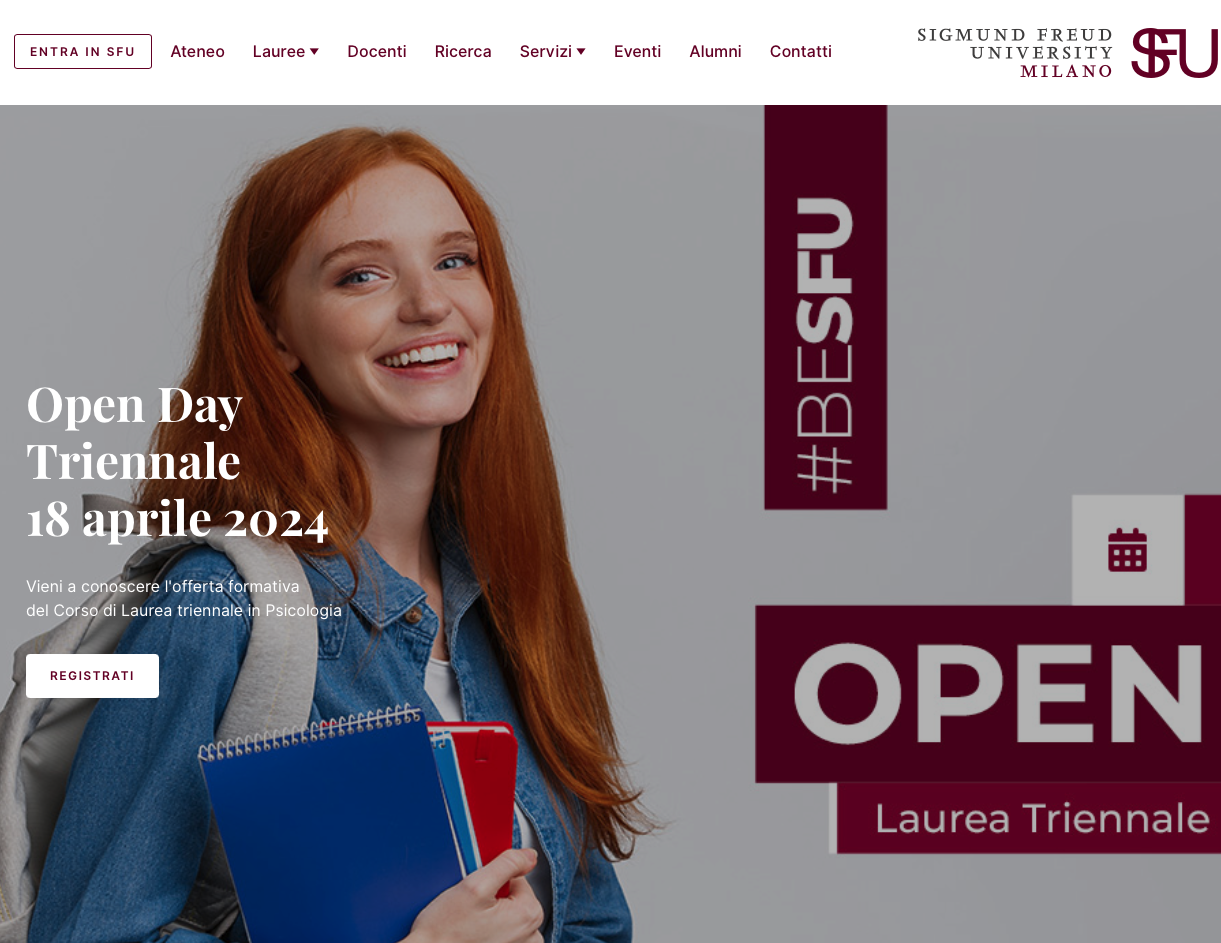 ENTRA IN SFU
Ateneo
Lauree
Docenti
Ricerca
Servizi
Eventi
Alumni
Contatti
SIGMUND FREUD
UNIVERSITY
MILANO
SFU
#BESFU
Open Day
Triennale
18 aprile 2024
Vieni a conoscere l'offerta formativa
del Corso di Laurea triennale in Psicologia
REGISTRATI
OPEN
Laurea Triennale